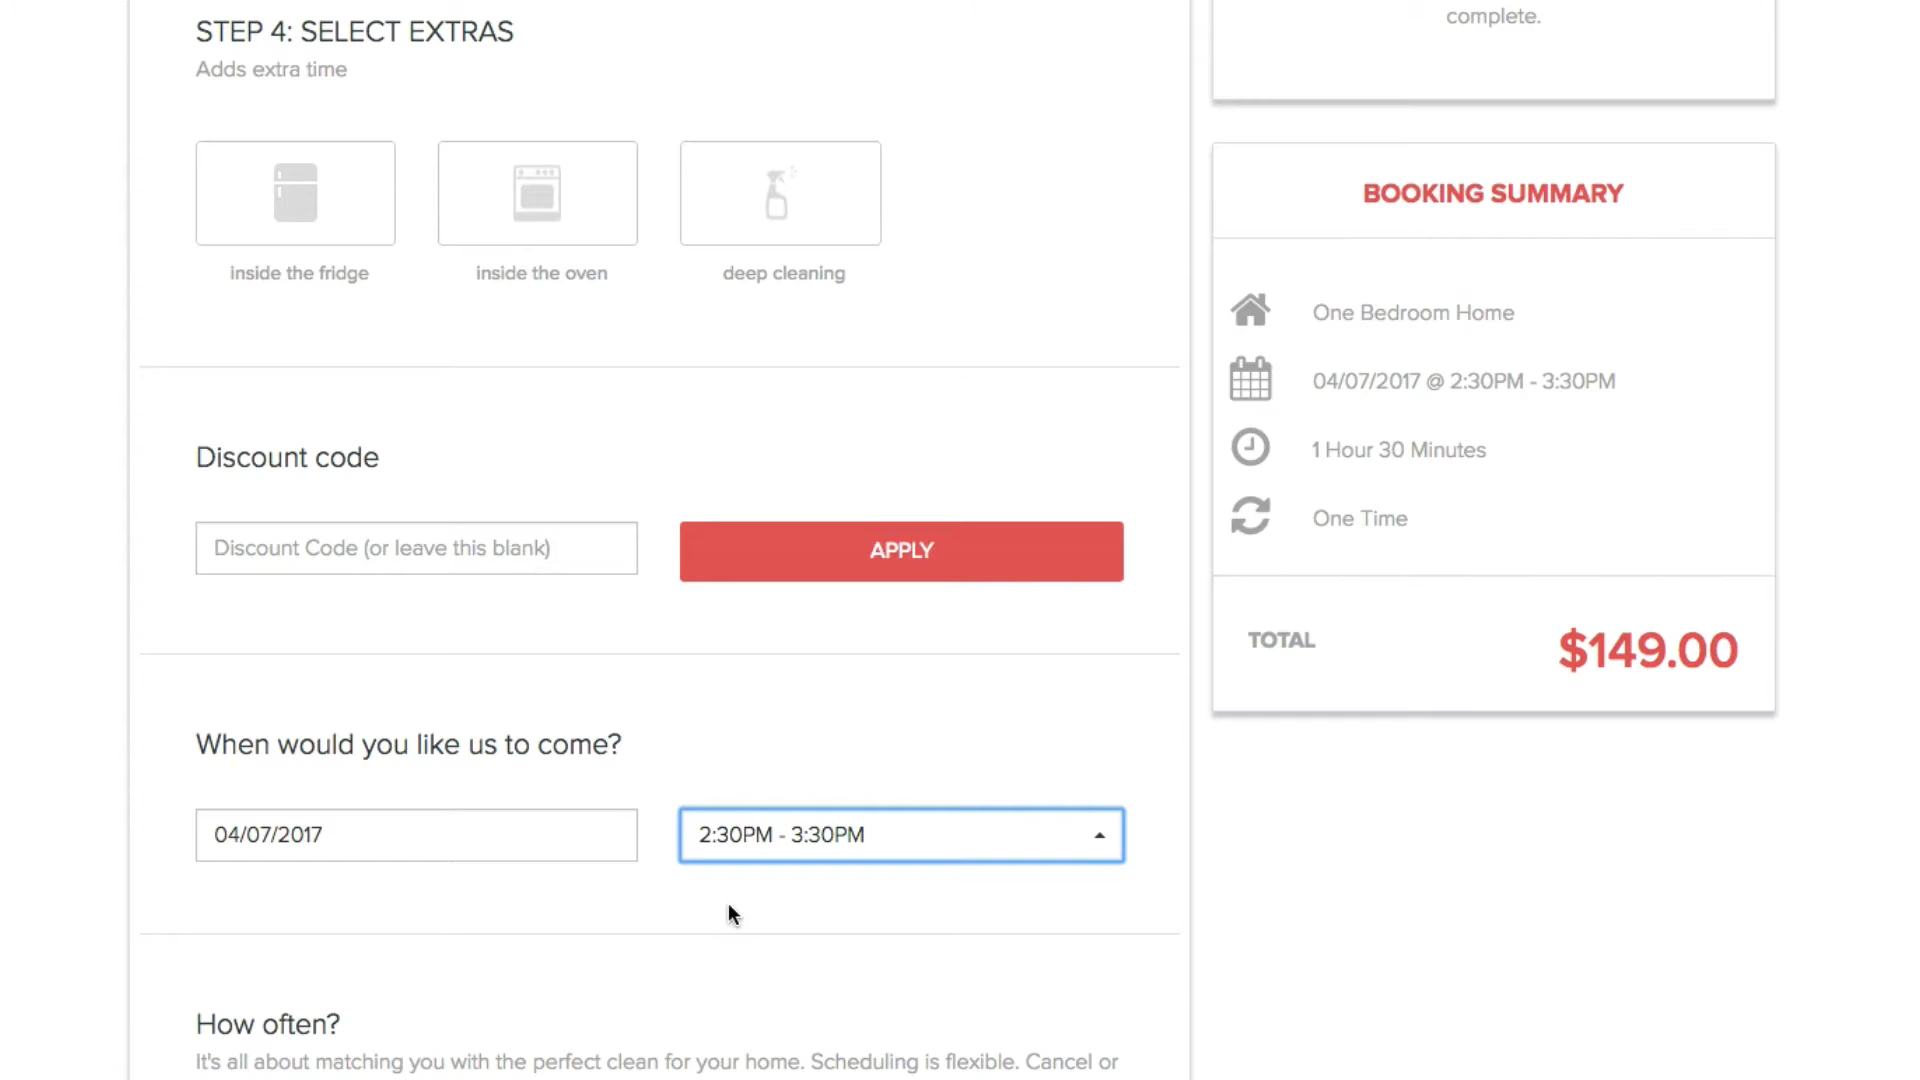 STEP 4: SELECT EXTRAS
Adds extra time
inside the fridge
inside the oven
deep cleaning
Discount code
Discount Code (or leave this blank)
APPLY
When would you like us to come?
04/07/2017
2:30PM - 3:30PM
How often?
It's all about matching you with the perfect clean for your home. Scheduling is flexible. Cancel or
complete.
BOOKING SUMMARY
One Bedroom Home
04/07/2017 @ 2:30PM - 3:30PM
1 Hour 30 Minutes
One Time
TOTAL
$149.00